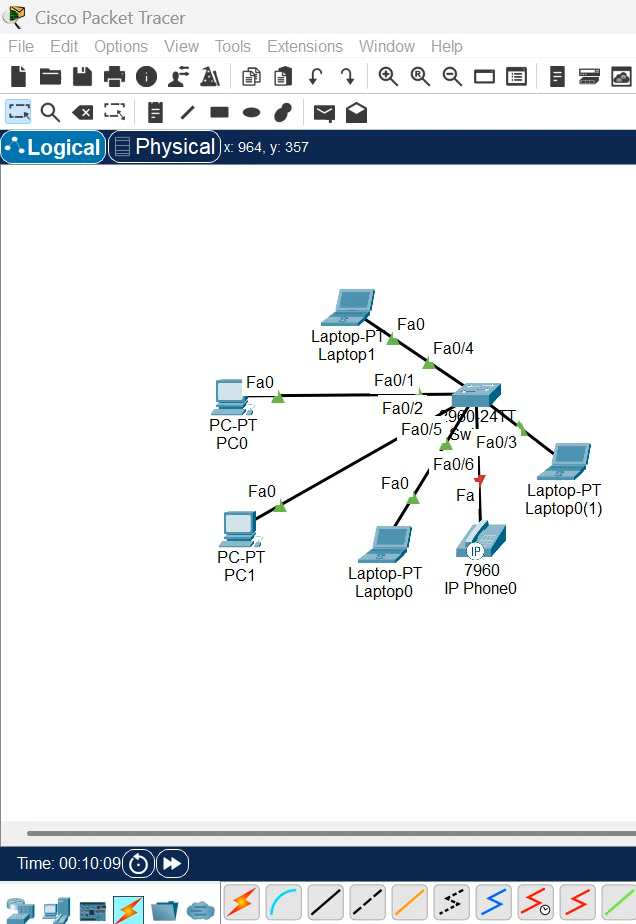 Cisco Packet Tracer
File Edit Options View Tools Extensions Window Help
Logical Physical x: 964, y: 357
Fa0
Laptop-PT
Laptop1
Fa0/4
Fa0
Fa0/1
Fa0/2
PC-PT
PC0
Fa0/5
Fa0/3
Fa0/6
Fa0
Fa0
Fa
Laptop-PT
Laptop0(1)
PC-PT
PC1
Laptop-PT
Laptop0
IP
7960
IP Phone0
Time: 00:10:09